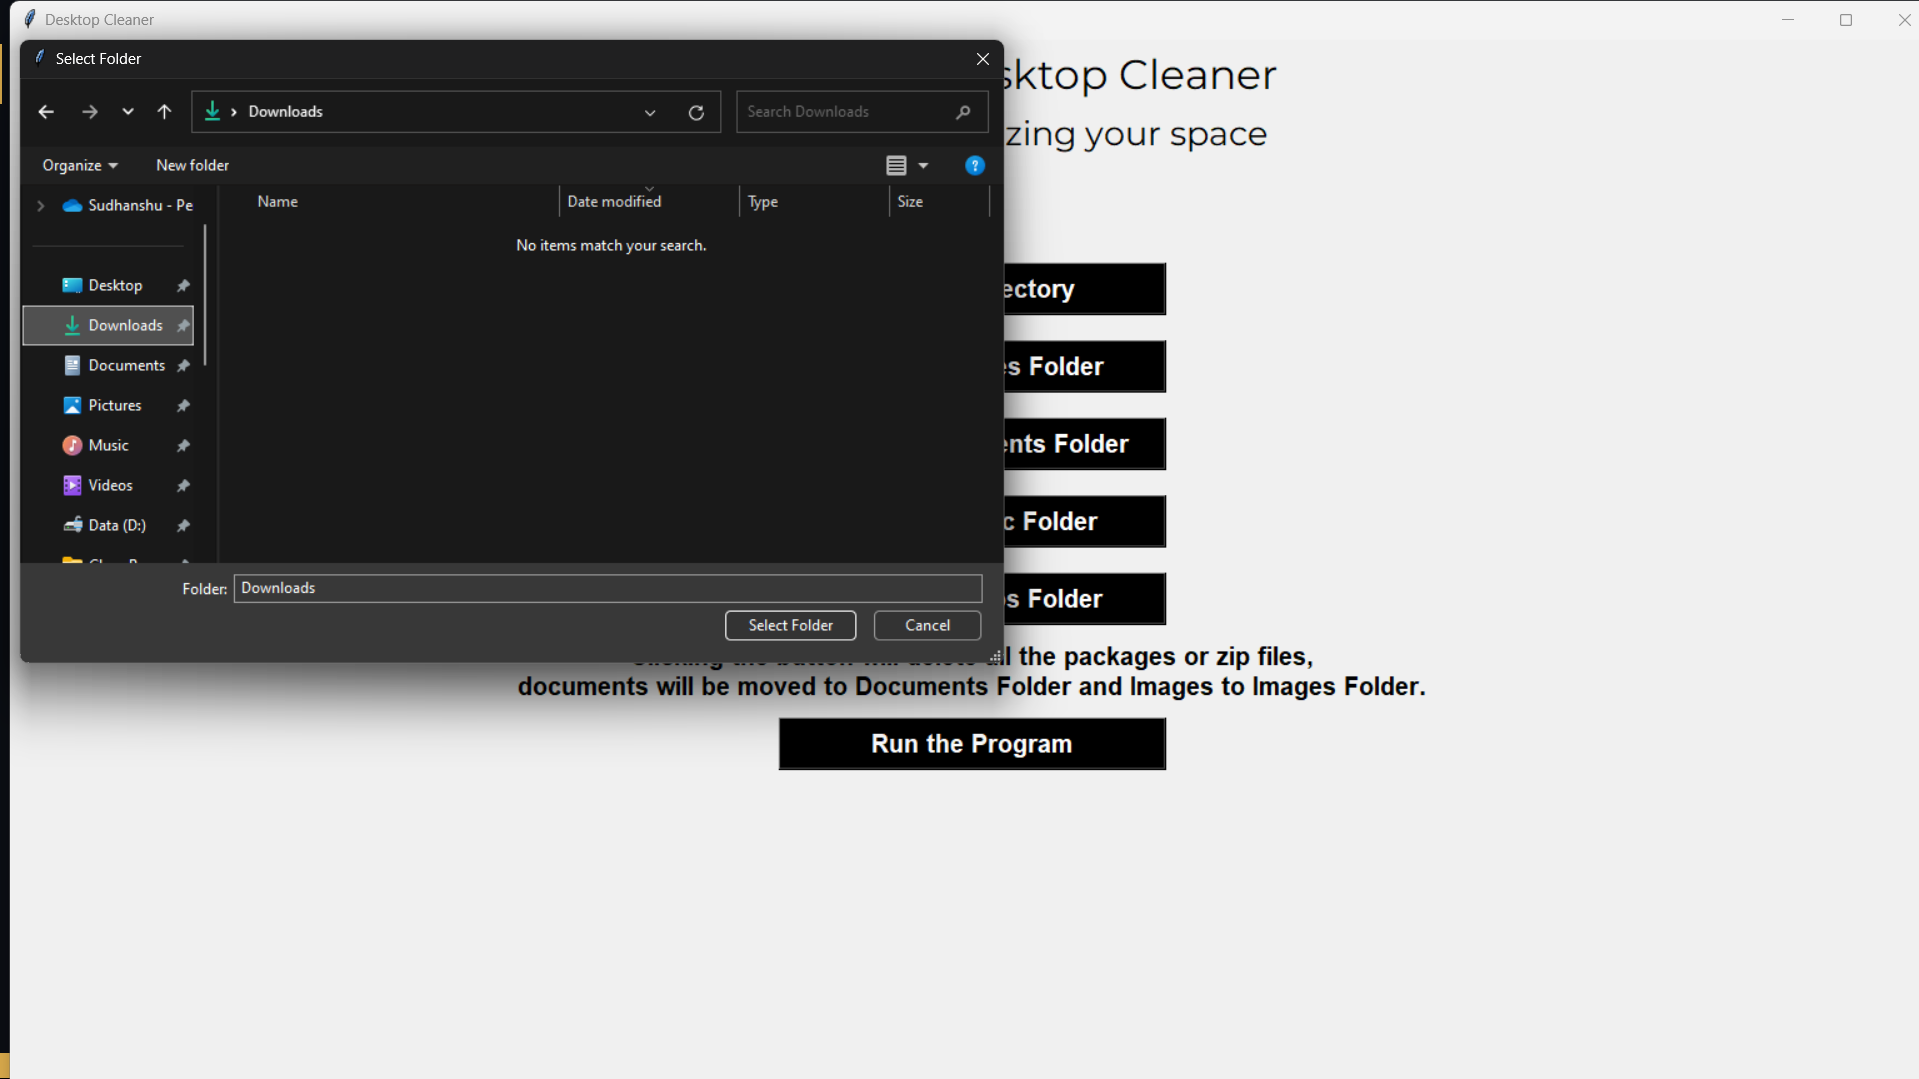 Desktop Cleaner
Select Folder
sktop Cleaner
Downloads
Search Downloads
zing your space
Organize
New folder
?
Sudhanshu - Pe
Name
Date modified
Type
Size
No items match your search.
Desktop
Downloads
Documents
Pictures
Music
Videos
Data (D:)
ectory
s Folder
nts Folder
c Folder
s Folder
Folder:
Downloads
Select Folder
Cancel
ll the packages or zip files,
documents will be moved to Documents Folder and Images to Images Folder.
Run the Program